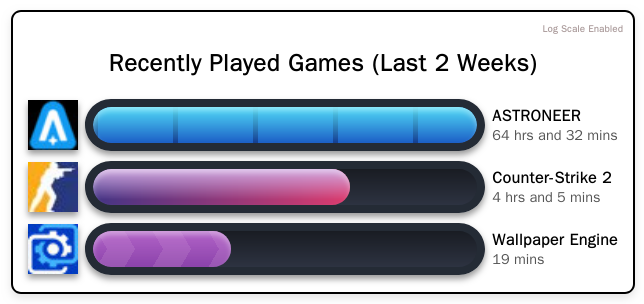 Log Scale Enabled
Recently Played Games (Last 2 Weeks)
ASTRONEER
64 hrs and 32 mins
Counter-Strike 2
4 hrs and 5 mins
Wallpaper Engine
19 mins